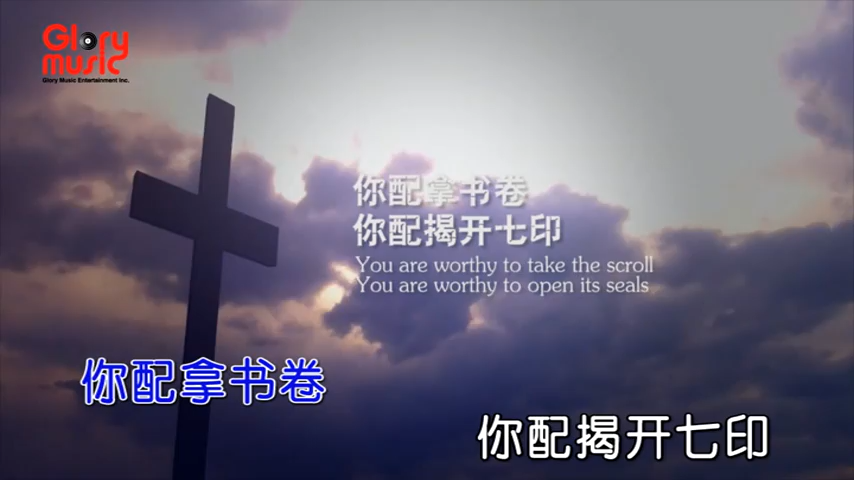 Glory
music
Glory Music Entertainment Inc.
你配拿书卷
你配揭开七印
You are worthy to take the scroll
You are worthy to open its seals
你配拿书卷
你配揭开七印